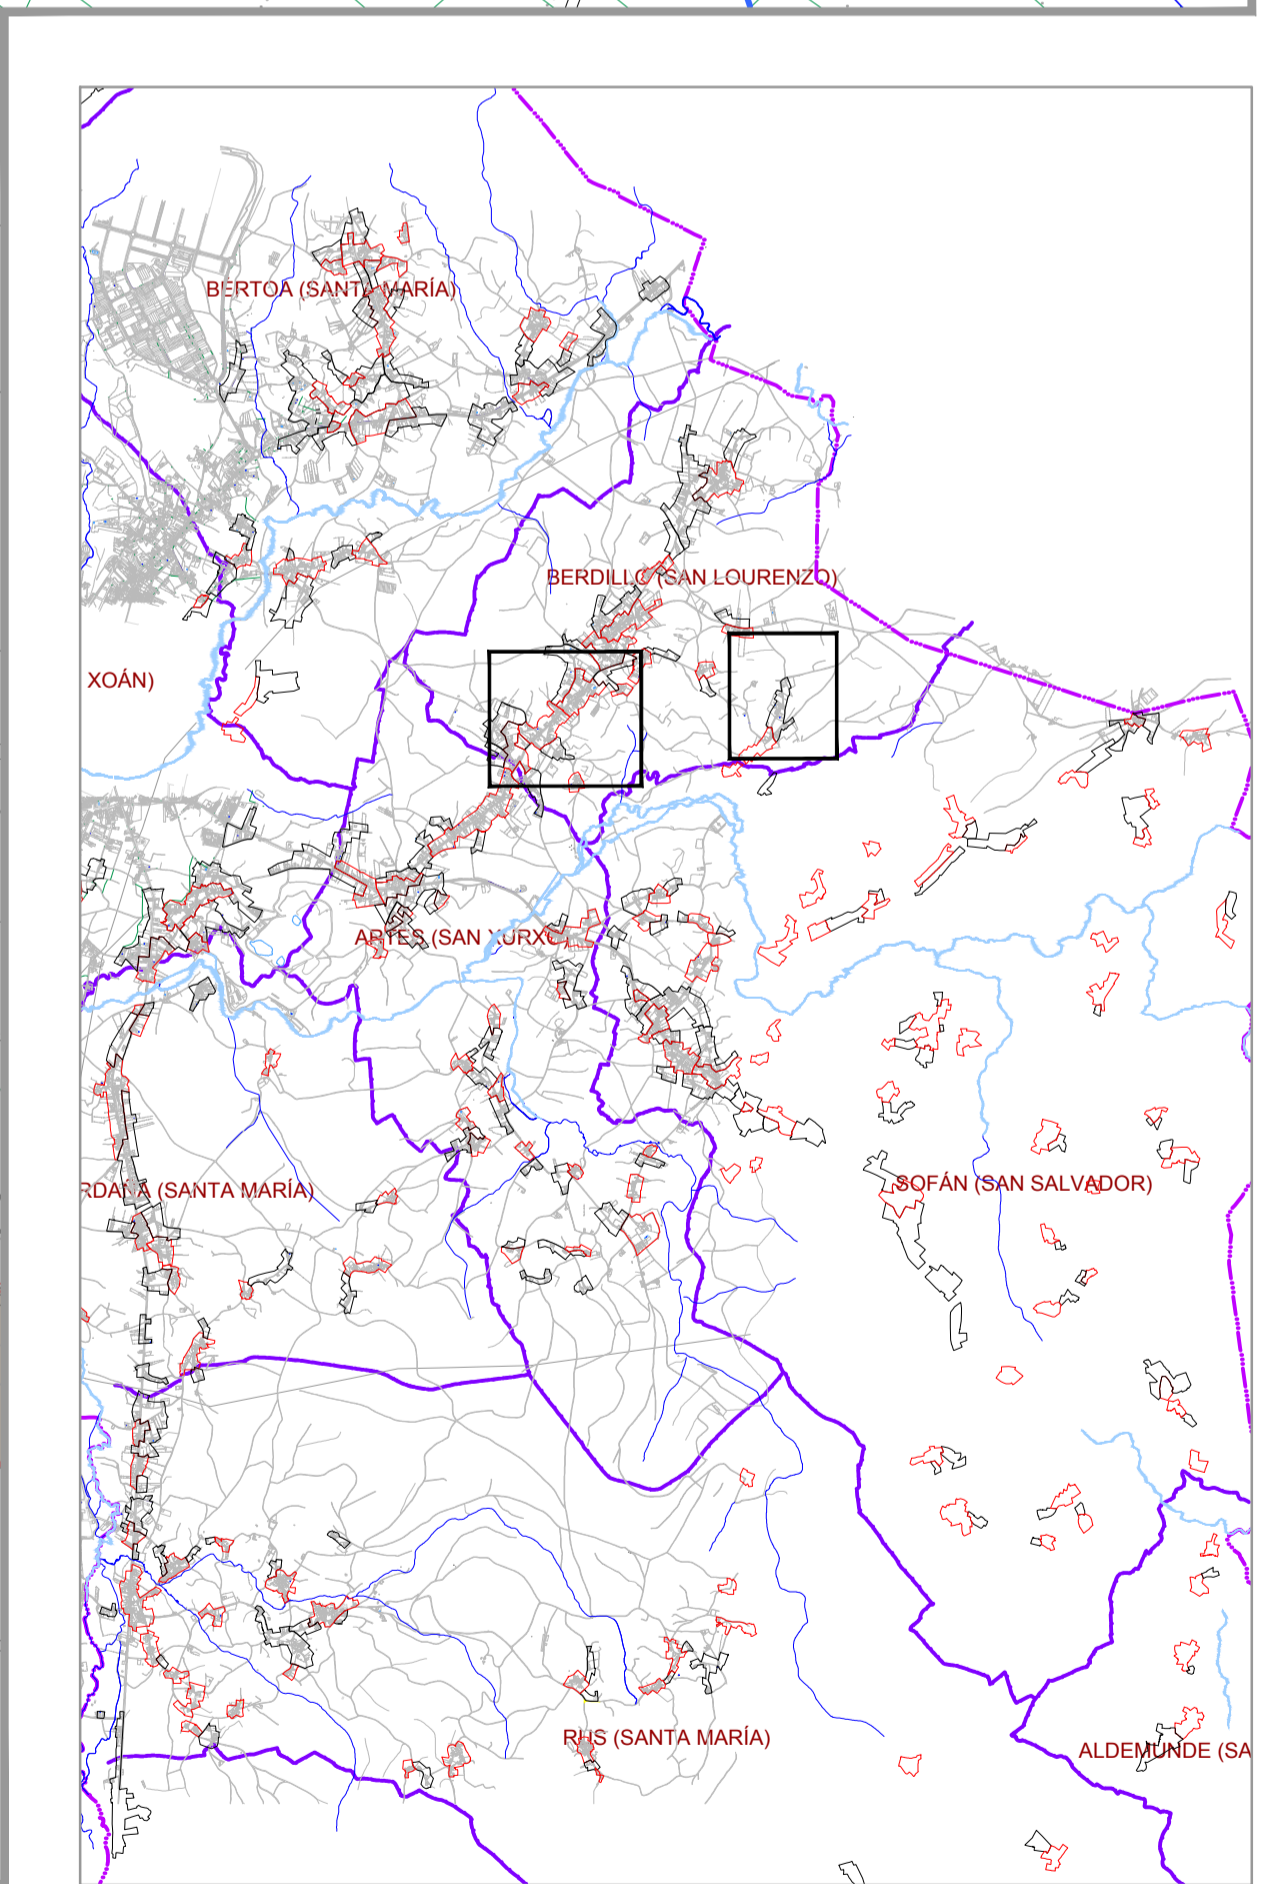 BERTOA (SANTA MARÍA)
BERDILLO (SAN LOURENZO)
XOÁN)
ARTES (SAN XURXO)
RDANA (SANTA MARÍA)
SOFÁN (SAN SALVADOR)
RUS (SANTA MARÍA)
ALDEMUNDE (SA